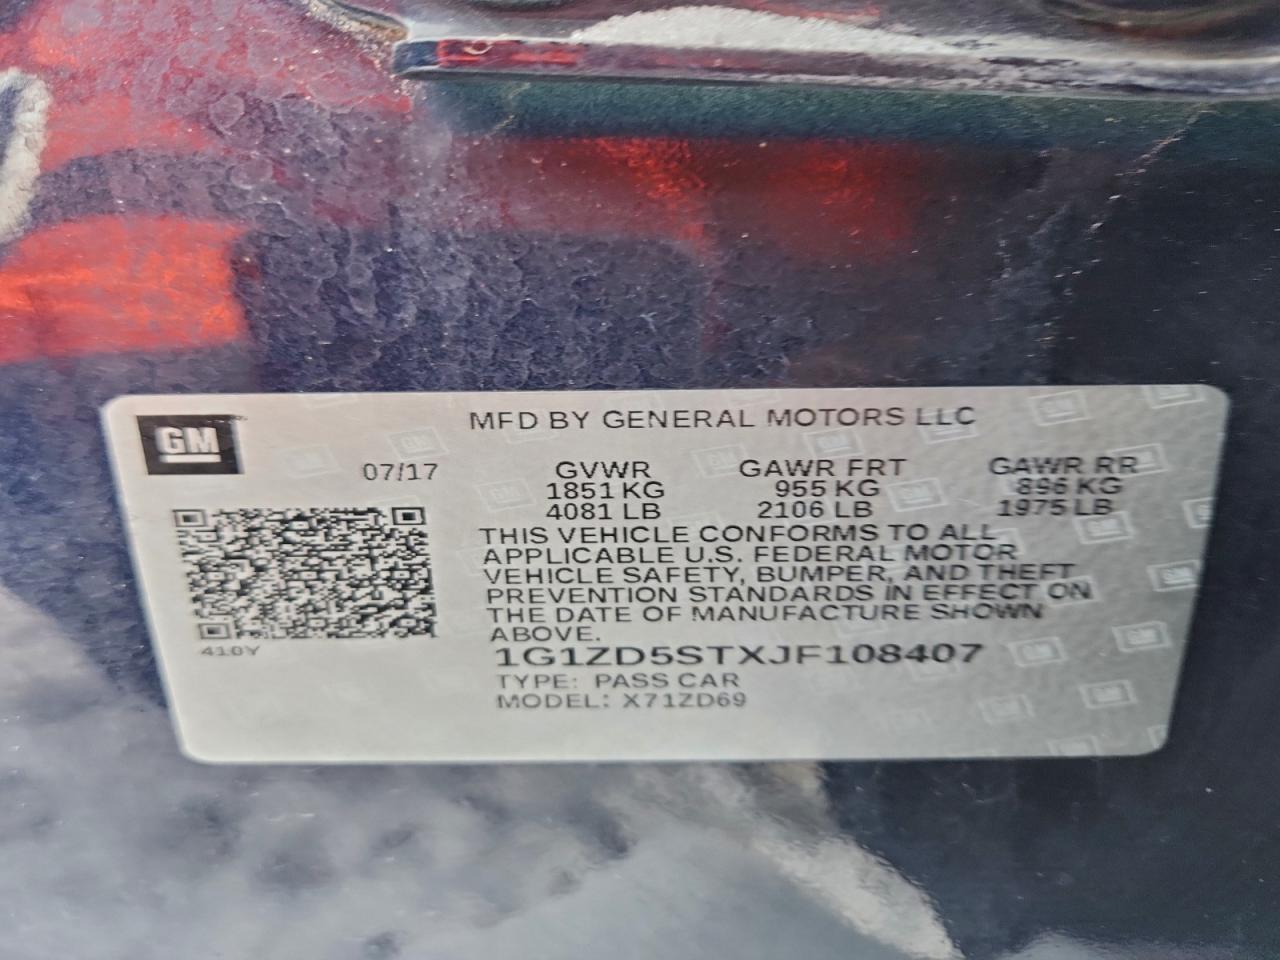 GM
MFD BY GENERAL MOTORS LLC
07/17
GVWR GAWR FRT GAWR RR
1851 KG 955 KG 896 KG
4081 LB 2106 LB 1975 LB
THIS VEHICLE CONFORMS TO ALL
APPLICABLE U.S. FEDERAL MOTOR
VEHICLE SAFETY, BUMPER, AND THEFT
PREVENTION STANDARDS IN EFFECT ON
THE DATE OF MANUFACTURE SHOWN
ABOVE.
410Y
1G1ZD5STXJF108407
TYPE: PASS CAR
MODEL: X71ZD69